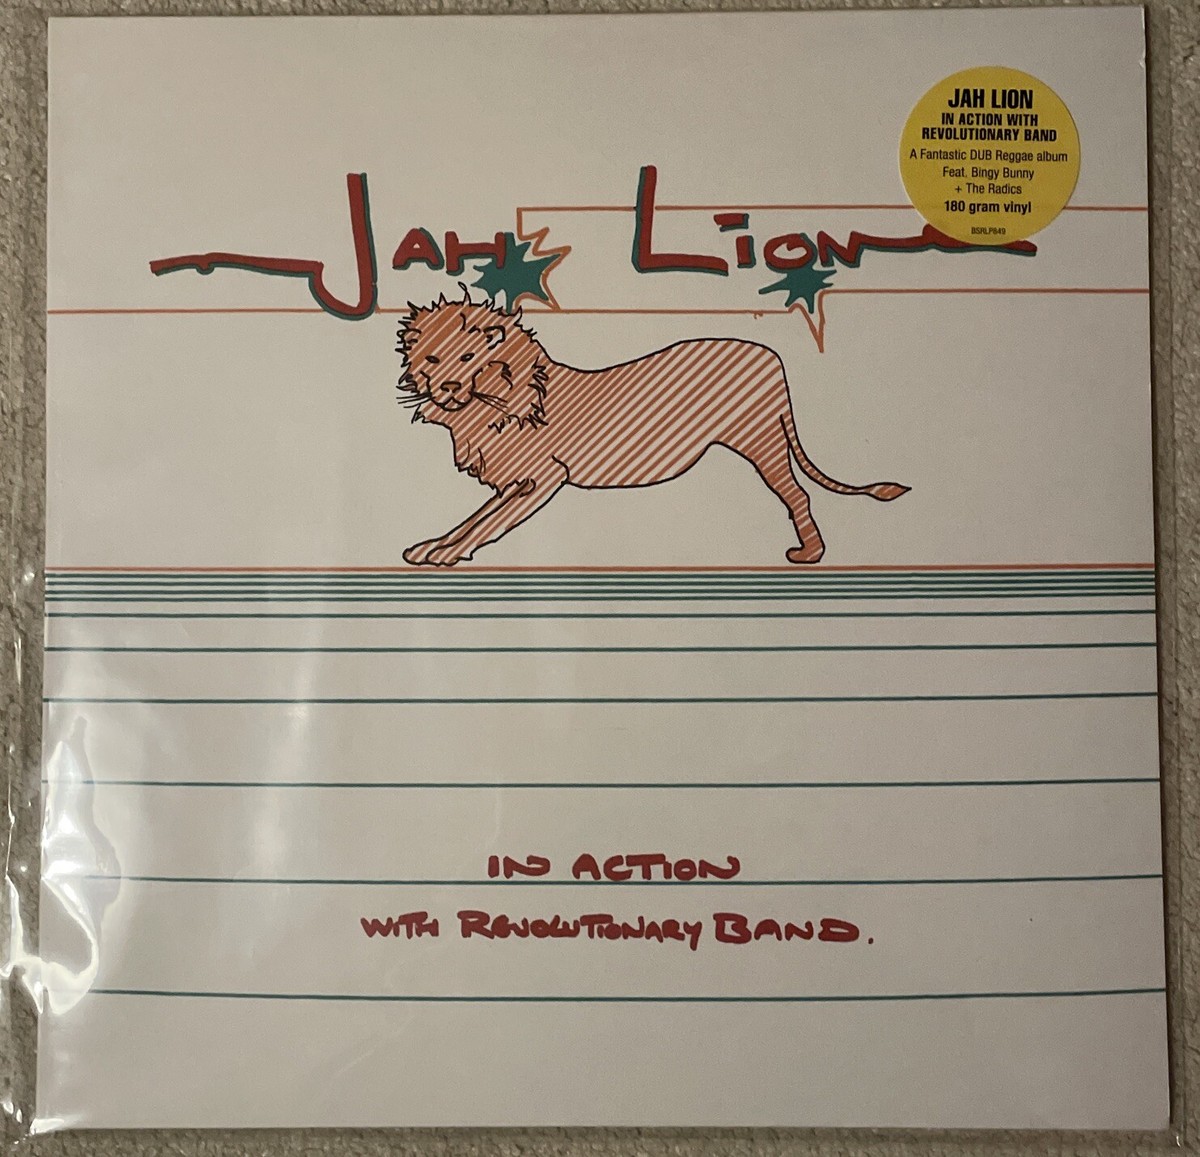 JAH LION
IN ACTION WITH
REVOLUTIONARY BAND
A Fantastic DUB Reggae album
Feat. Bingy Bunny
+ The Radics
180 gram vinyl
BSRLP849
JAH LION
IN ACTION
WITH REVOLUTIONARY BAND.